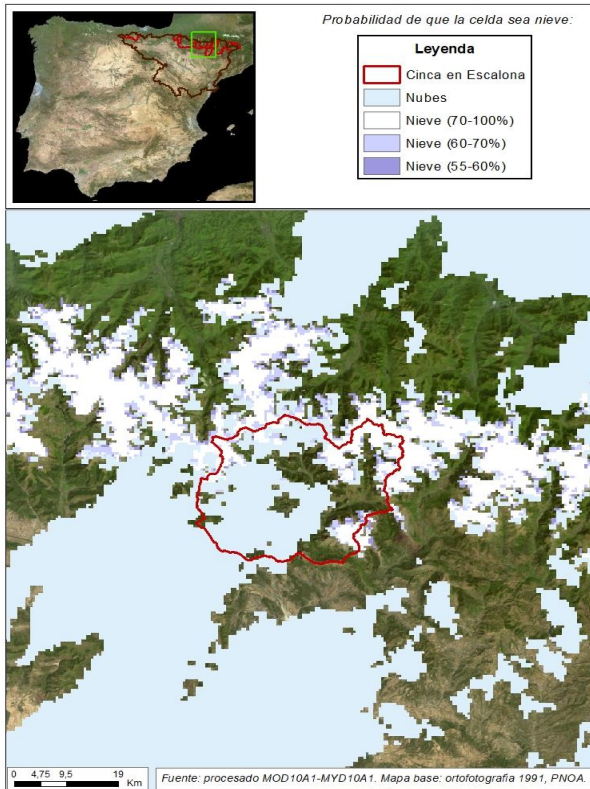 Probabilidad de que la celda sea nieve:
Leyenda
Cinca en Escalona
Nubes
Nieve (70-100%)
Nieve (60-70%)
Nieve (55-60%)
0 4,75 9,5 19
Km
Fuente: procesado MOD10A1-MYD10A1. Mapa base: ortofotografia 1991, PNOA.